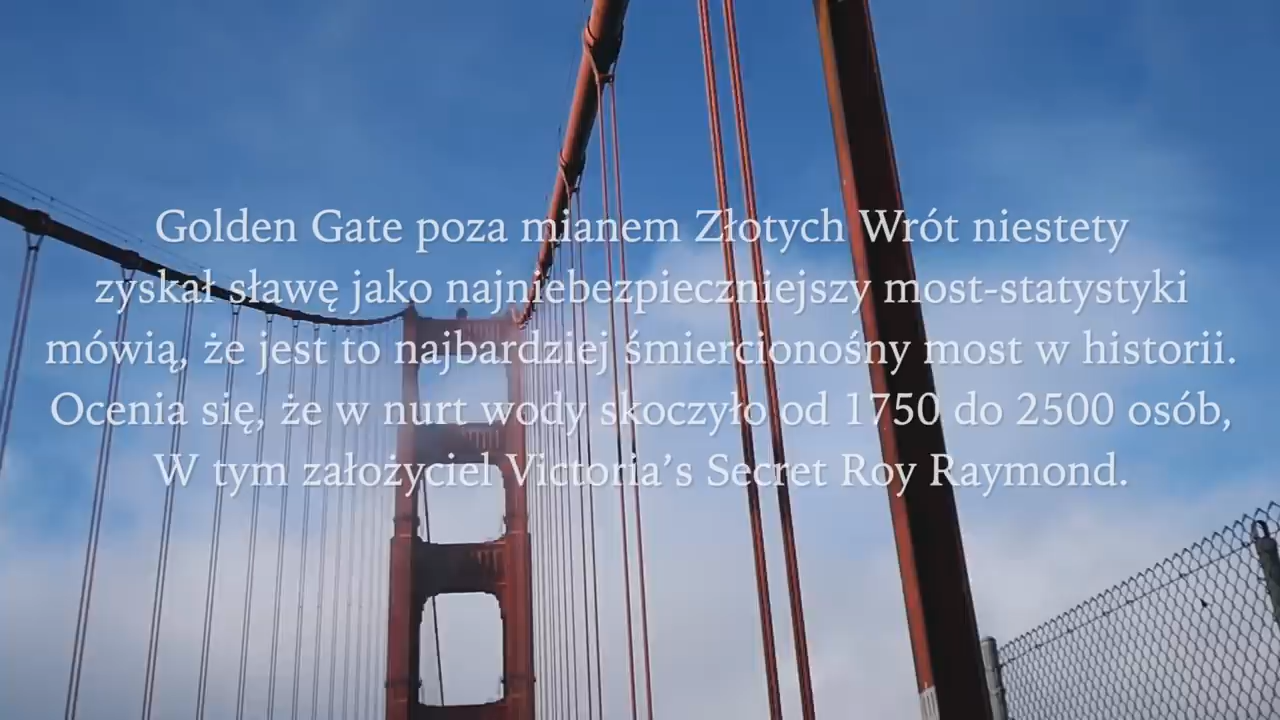 Golden Gate poza mianem Złotych Wrót niestety
zyskał sławę jako najniebezpieczniejszy most-statystyki
mówią, że jest to najbardziej śmiercionośny most w historii.
Ocenia się, że w nurt wody skoczyło od 1750 do 2500 osób,
W tym założyciel Victoria’s Secret Roy Raymond.